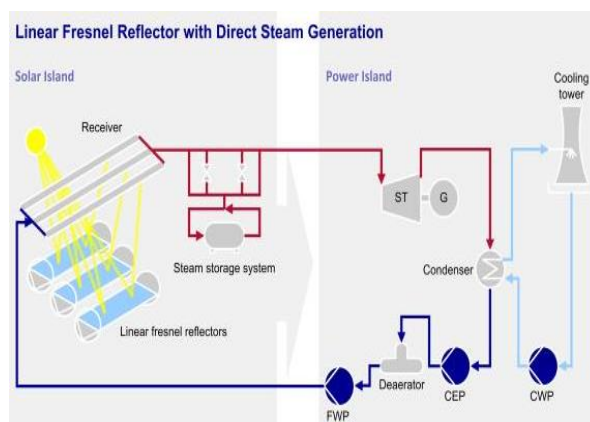 Linear Fresnel Reflector with Direct Steam Generation
Solar Island
Power Island
Cooling
tower
Receiver
ST
G
Steam storage system
Condenser
Linear fresnel reflectors
Deaerator
FWP
CEP
CWP